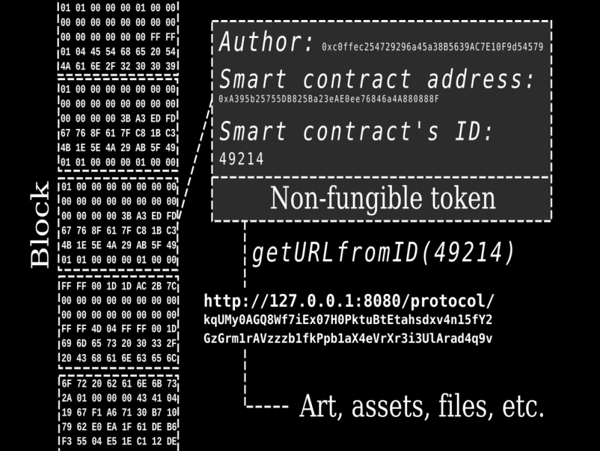 01 01 00 00 00 01 00 00
00 00 00 00 00 00 00 00
00 00 00 00 00 00 FF FF
01 04 45 54 68 65 20 54
4A 61 6E 2F 32 30 30 39
01 00 00 00 01 00 00 00
00 00 00 00 00 00 00 00
00 00 00 00 3B A3 ED FD
67 76 8F 61 7F C8 1B C3
4B 1E 5E 4A 29 AB 5F 49
01 01 00 00 00 01 00 00
01 00 00 00 00 00 00 00
00 00 00 00 00 00 00 00
00 00 00 00 3B A3 ED FD
67 76 8F 61 7F C8 1B C3
4B 1E 5E 4A 29 AB 5F 49
01 01 00 00 00 01 00 00
FF FF 00 1D 1D AC 2B 7C
00 00 00 00 00 00 00 00
00 00 00 00 00 00 00 00
FF FF 4D 04 FF FF 00 1D
69 6D 65 73 20 30 33 2F
20 43 68 61 6E 63 65 6C
6F 72 20 62 61 6E 6B 73
2A 01 00 00 00 43 41 04
19 67 F1 A6 71 30 B7 10
79 62 E0 EA 1F 61 DE B6
F3 55 04 E5 1E C1 12 DE
Block
Author: 0xc0ffec254729296a45a38B5639AC7E10F9d54579
Smart contract address:
0xA395b25755DB825Ba23eAE0ee76846a4A880888F
Smart contract's ID:
49214
Non-fungible token
getURLfromID(49214)
http://127.0.0.1:8080/protocol/
kqUMy0AGQ8Wf7iEx07H0PktuBtEtahsdxv4n15fY2
GzGrm1rAVzzzb1fkPpb1aX4eVrXr3i3UlArad4q9v
Art, assets, files, etc.